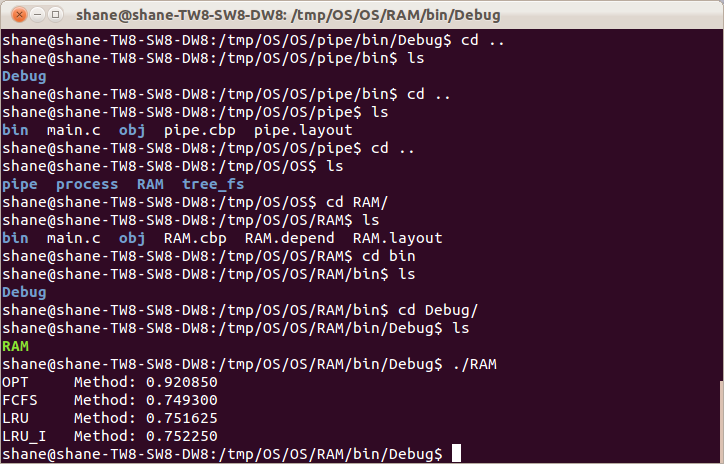 shane@shane-TW8-SW8-DW8: /tmp/OS/OS/RAM/bin/Debug
shane@shane-TW8-SW8-DW8:/tmp/OS/OS/pipe/bin/Debug$ cd ..
shane@shane-TW8-SW8-DW8:/tmp/OS/OS/pipe/bin$ ls
Debug
shane@shane-TW8-SW8-DW8:/tmp/OS/OS/pipe/bin$ cd ..
shane@shane-TW8-SW8-DW8:/tmp/OS/OS/pipe$ ls
bin  main.c  obj  pipe.cbp  pipe.layout
shane@shane-TW8-SW8-DW8:/tmp/OS/OS/pipe$ cd ..
shane@shane-TW8-SW8-DW8:/tmp/OS/OS$ ls
pipe  process  RAM  tree_fs
shane@shane-TW8-SW8-DW8:/tmp/OS/OS$ cd RAM/
shane@shane-TW8-SW8-DW8:/tmp/OS/OS/RAM$ ls
bin  main.c  obj  RAM.cbp  RAM.depend  RAM.layout
shane@shane-TW8-SW8-DW8:/tmp/OS/OS/RAM$ cd bin
shane@shane-TW8-SW8-DW8:/tmp/OS/OS/RAM/bin$ ls
Debug
shane@shane-TW8-SW8-DW8:/tmp/OS/OS/RAM/bin$ cd Debug/
shane@shane-TW8-SW8-DW8:/tmp/OS/OS/RAM/bin/Debug$ ls
RAM
shane@shane-TW8-SW8-DW8:/tmp/OS/OS/RAM/bin/Debug$ ./RAM
OPT     Method: 0.920850
FCFS    Method: 0.749300
LRU     Method: 0.751625
LRU_I   Method: 0.752250
shane@shane-TW8-SW8-DW8:/tmp/OS/OS/RAM/bin/Debug$